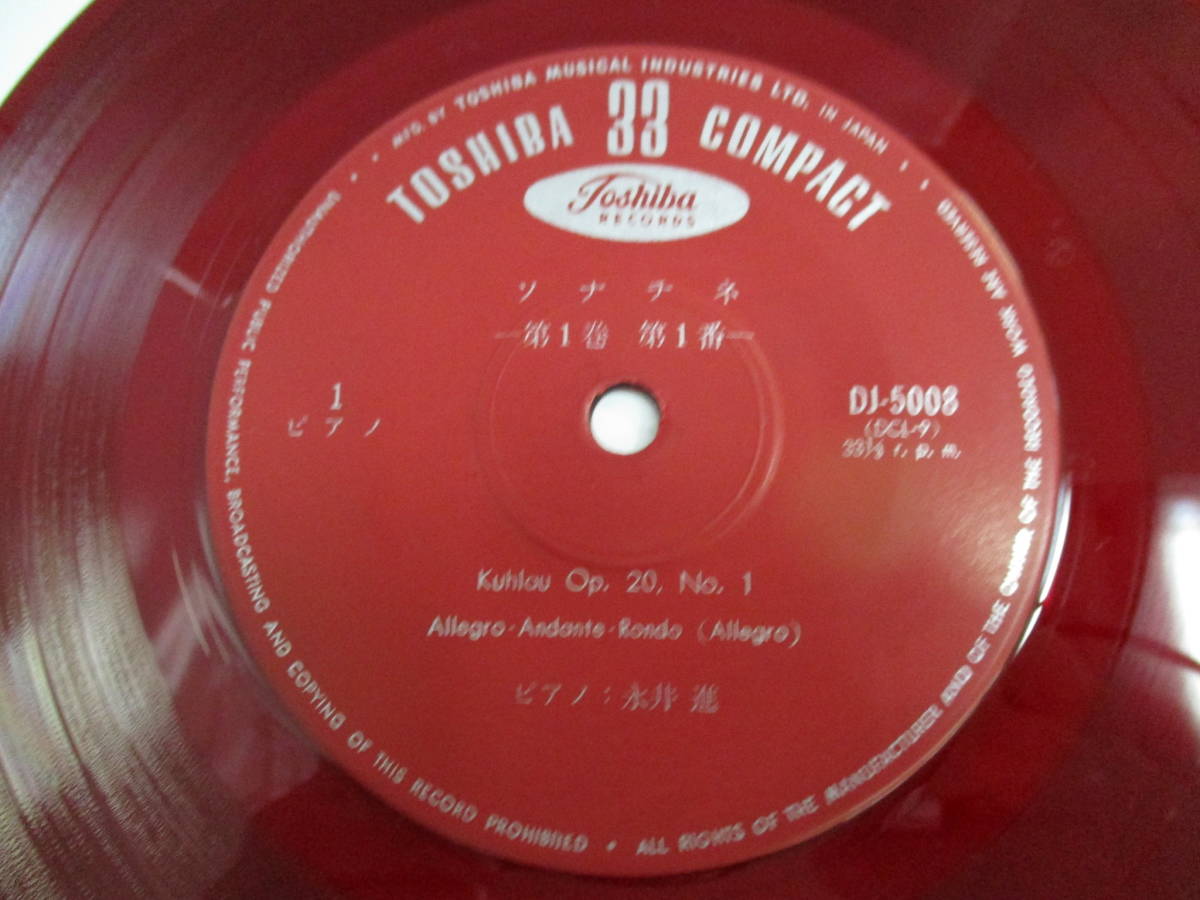 MFG. BY TOSHIBA MUSICAL INDUSTRIES LTD. IN JAPAN
TOSHIBA 33 COMPACT
Toshiba
RECORDS
ソナチネ
—第1巻 第1番—
1
ピアノ
DJ-5008
33⅓ r. p. m.
Kuhlau Op. 20, No. 1
Allegro-Andante-Rondo (Allegro)
ピアノ：永井 進
UNAUTHORIZED PUBLIC PERFORMANCE, BROADCASTING AND COPYING OF THIS RECORD PROHIBITED • ALL RIGHTS OF THE MANUFACTURER AND OF THE OWNER OF THE RECORDED WORK RESERVED